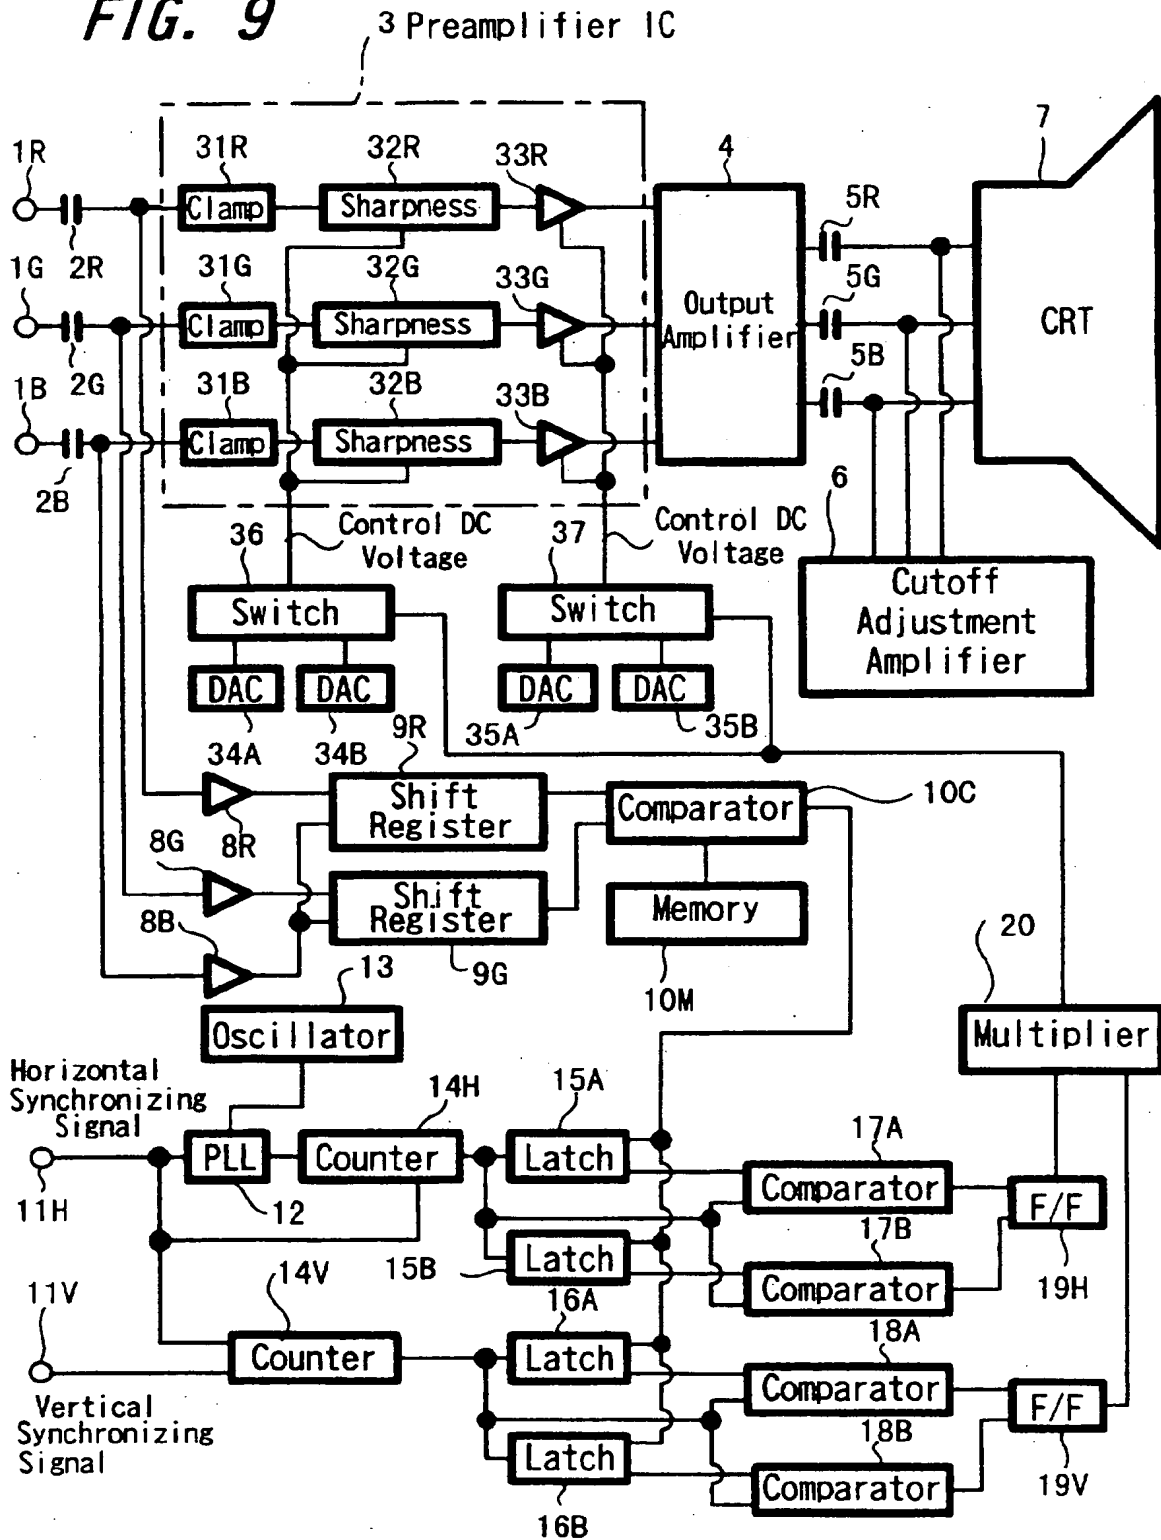 FIG. 9
3 Preamplifier IC
1R
31R
32R
33R
4
7
Clamp
Sharpness
5R
2R
1G
31G
32G
33G
5G
Clamp
Sharpness
Output
Amplifier
CRT
2G
1B
31B
32B
33B
5B
Clamp
Sharpness
2B
6
36
Control DC
Voltage
37
Control DC
Voltage
Switch
Switch
Cutoff
Adjustment
Amplifier
DAC
DAC
DAC
DAC
34A
34B
9R
35A
35B
Shift
Register
Comparator
10C
8R
8G
Shift
Register
Memory
8B
9G
10M
20
13
Oscillator
Multiplier
Horizontal
Synchronizing
Signal
14H
15A
17A
PLL
Counter
Latch
Comparator
11H
12
F/F
17B
14V
15B
Latch
Comparator
19H
11V
16A
18A
Counter
Latch
Comparator
F/F
Vertical
Synchronizing
Signal
18B
Latch
Comparator
19V
16B